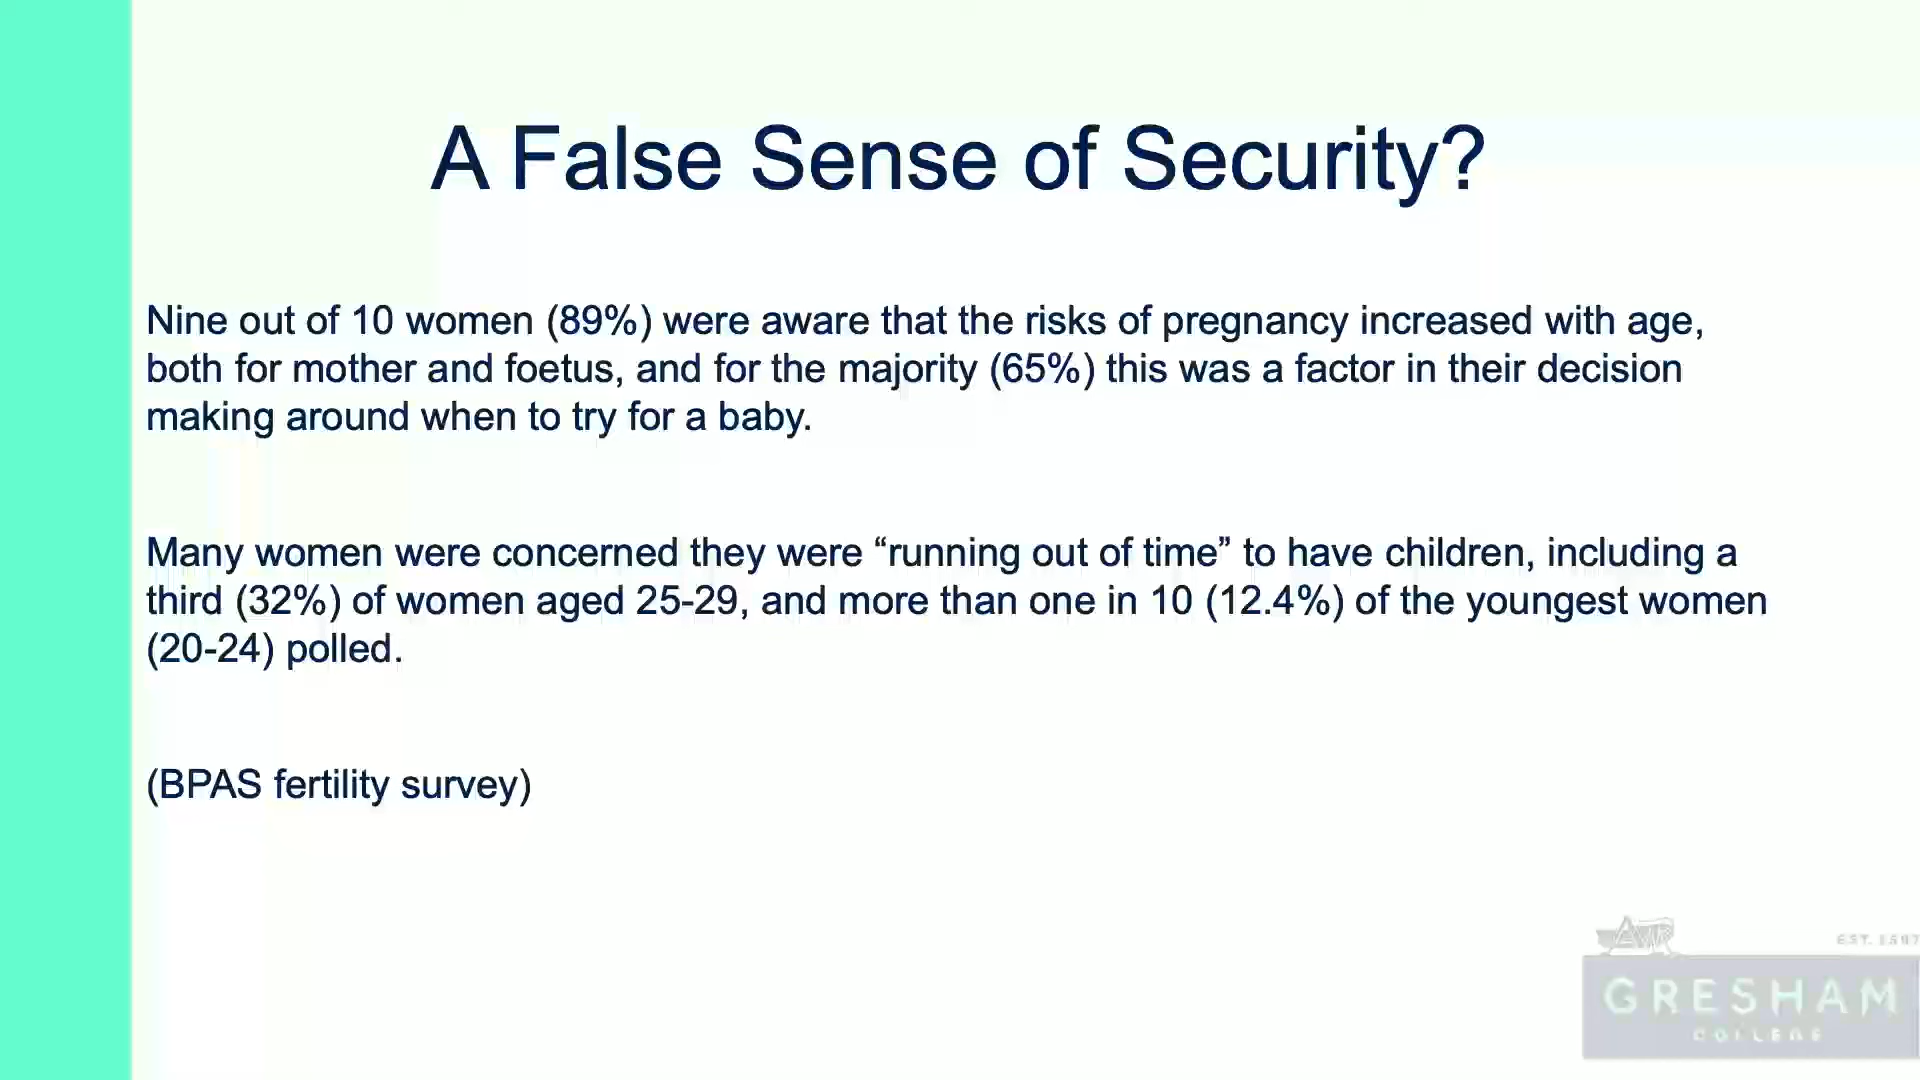 A False Sense of Security?
Nine out of 10 women (89%) were aware that the risks of pregnancy increased with age,
both for mother and foetus, and for the majority (65%) this was a factor in their decision
making around when to try for a baby.
Many women were concerned they were “running out of time” to have children, including a
third (32%) of women aged 25-29, and more than one in 10 (12.4%) of the youngest women
(20-24) polled.
(BPAS fertility survey)
EST. 1597
GRESHAM
COLLEGE